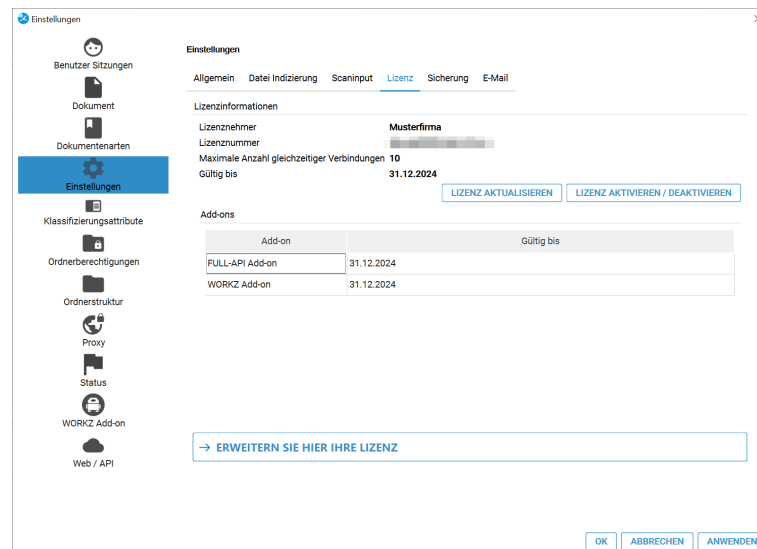 Einstellungen
Benutzer Sitzungen
Dokument
Dokumentenarten
Einstellungen
Klassifizierungsattribute
Ordnerberechtigungen
Ordnerstruktur
Proxy
Status
WORKZ Add-on
Web / API
Einstellungen
Allgemein Datei Indizierung Scaninput Lizenz Sicherung E-Mail
Lizenzinformationen
Lizenznehmer Musterfirma
Lizenznummer
Maximale Anzahl gleichzeitiger Verbindungen 10
Gültig bis 31.12.2024
LIZENZ AKTUALISIEREN LIZENZ AKTIVIEREN / DEAKTIVIEREN
Add-ons
Add-on Gültig bis
FULL-API Add-on 31.12.2024
WORKZ Add-on 31.12.2024
→ ERWEITERN SIE HIER IHRE LIZENZ
OK ABBRECHEN ANWENDEN